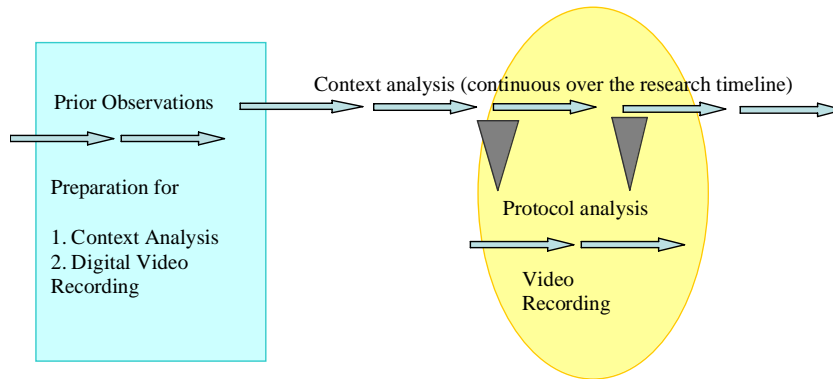 Context analysis (continuous over the research timeline)
Prior Observations
Preparation for
1. Context Analysis
2. Digital Video
Recording
Protocol analysis
Video
Recording